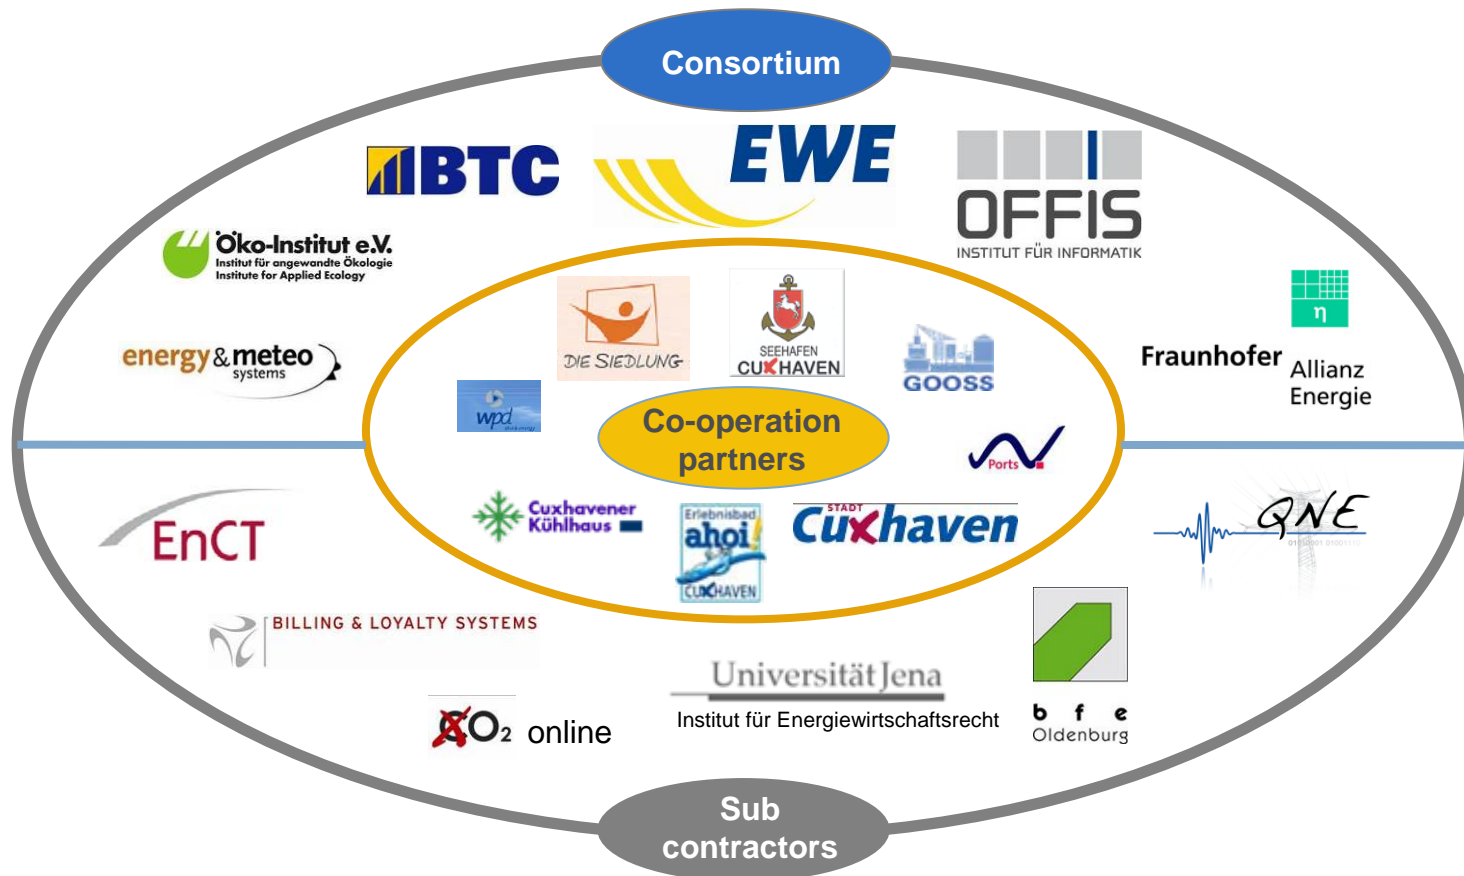 Consortium
BTC
EWE
OFFIS
INSTITUT FÜR INFORMATIK
Öko-Institut e.V.
Institut für angewandte Ökologie
Institute for Applied Ecology
energy & meteo
systems
DIE SIEDLUNG
SEEHAFEN
CUXHAVEN
GOOSS
η
Fraunhofer
Allianz
Energie
wpd
Co-operation
partners
Ports
EnCT
Cuxhavener
Kühlhaus
Erlebnisbad
ahoi!
CUXHAVEN
STADT
Cuxhaven
QNE
BILLING & LOYALTY SYSTEMS
CO2 online
Universität Jena
Institut für Energiewirtschaftsrecht
bfe
Oldenburg
Sub
contractors